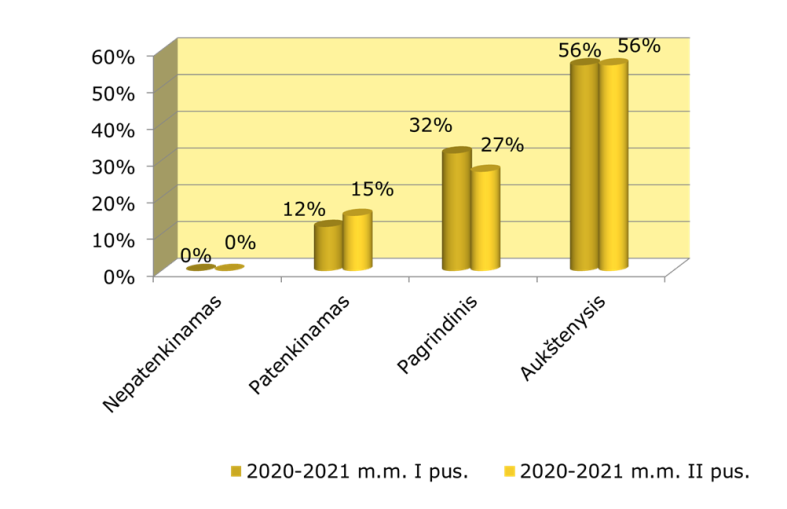 60%
50%
40%
30%
20%
10%
0%
0%
0%
12%
15%
32%
27%
56%
56%
Nepatenkinamas
Patenkinamas
Pagrindinis
Aukštenysis
2020-2021 m.m. I pus.
2020-2021 m.m. II pus.